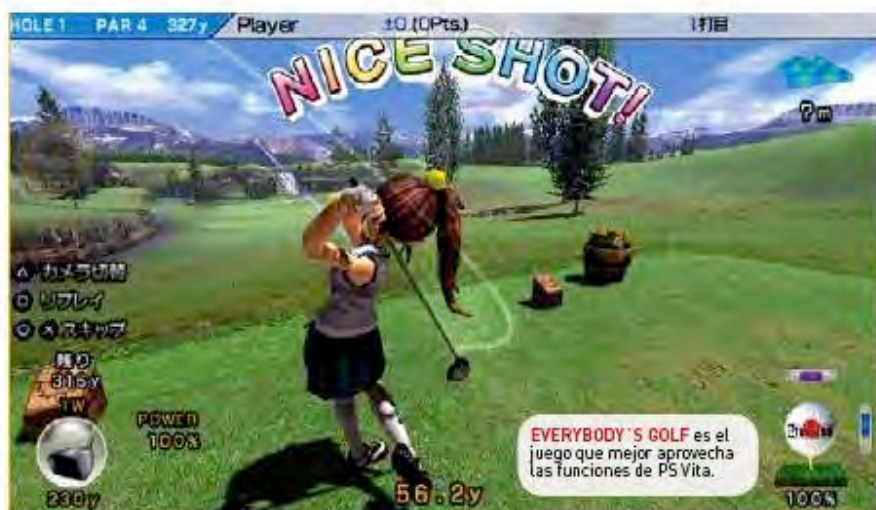 HOLE 1 PAR 4 327y Player ±0 (0Pts.) 1打目
NICE SHOT!
? m
△ カメラ切替
□ リプレイ
○ × スキップ
残り
316y
1W
POWER
100%
230y
56.2y
EVERYBODY´S GOLF es el
juego que mejor aprovecha
las funciones de PS Vita.
100%